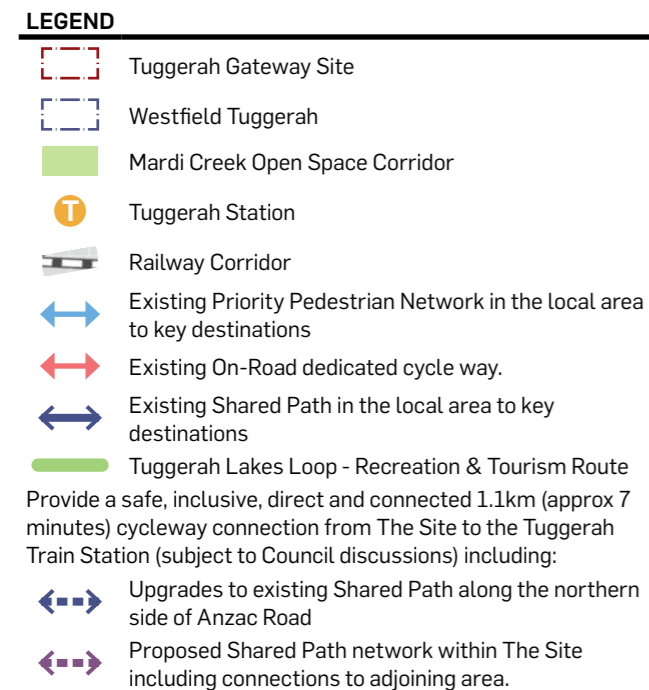 LEGEND
Tuggerah Gateway Site
Westfield Tuggerah
Mardi Creek Open Space Corridor
T
Tuggerah Station
Railway Corridor
Existing Priority Pedestrian Network in the local area
to key destinations
Existing On-Road dedicated cycle way.
Existing Shared Path in the local area to key
destinations
Tuggerah Lakes Loop - Recreation & Tourism Route
Provide a safe, inclusive, direct and connected 1.1km (approx 7
minutes) cycleway connection from The Site to the Tuggerah
Train Station (subject to Council discussions) including:
Upgrades to existing Shared Path along the northern
side of Anzac Road
Proposed Shared Path network within The Site
including connections to adjoining area.